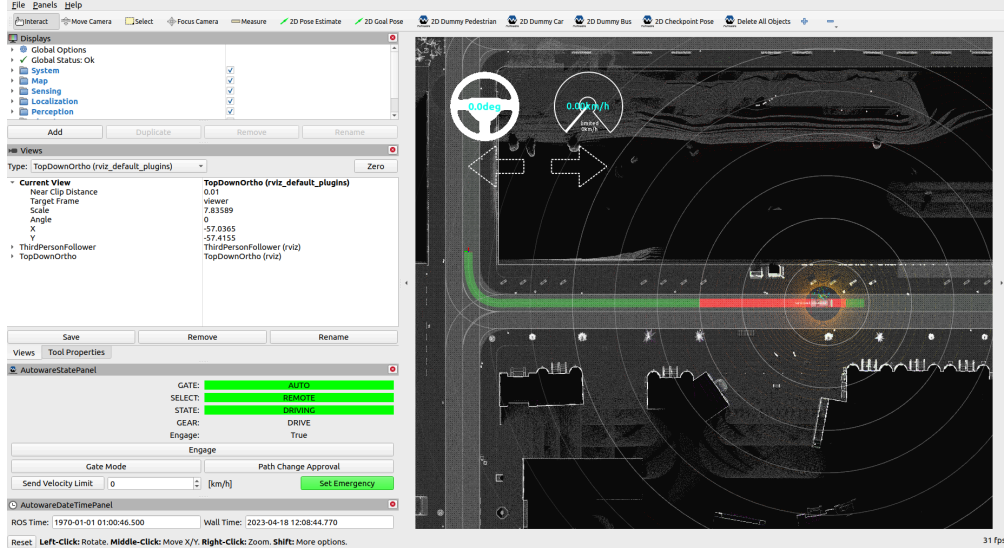 File Panels Help
Interact Move Camera Select Focus Camera Measure 2D Pose Estimate 2D Goal Pose 2D Dummy Pedestrian 2D Dummy Car 2D Dummy Bus 2D Checkpoint Pose Delete All Objects
Displays
Global Options
Global Status: Ok
System
Map
Sensing
Localization
Perception
Add Duplicate Remove Rename
Views
Type: TopDownOrtho (rviz_default_plugins) Zero
Current View TopDownOrtho (rviz_default_plugins)
Near Clip Distance 0.01
Target Frame viewer
Scale 7.83589
Angle 0
X -57.0365
Y -57.4155
ThirdPersonFollower ThirdPersonFollower (rviz)
TopDownOrtho TopDownOrtho (rviz)
Save Remove Rename
Views Tool Properties
AutowareStatePanel
GATE: AUTO
SELECT: REMOTE
STATE: DRIVING
GEAR: DRIVE
Engage: True
Engage
Gate Mode Path Change Approval
Send Velocity Limit 0 [km/h] Set Emergency
AutowareDateTimePanel
ROS Time: 1970-01-01 01:00:46.500 Wall Time: 2023-04-18 12:08:44.770
Reset Left-Click: Rotate. Middle-Click: Move X/Y. Right-Click: Zoom. Shift: More options. 31 fps
0.0deg 0.00km/h
limited
0km/h